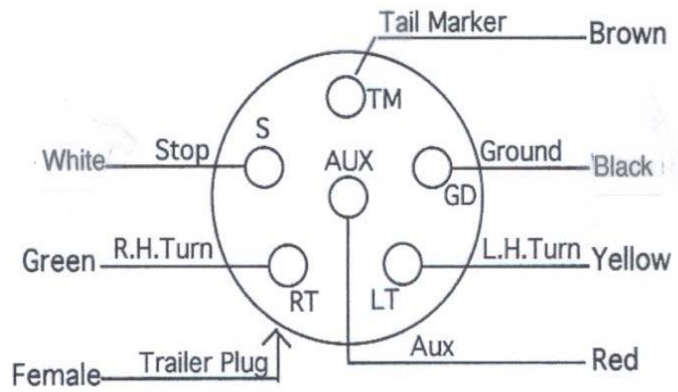 Tail Marker Brown
TM
S
White Stop AUX Ground Black
GD
Green R.H.Turn L.H.Turn Yellow
RT LT
Female Trailer Plug Aux Red